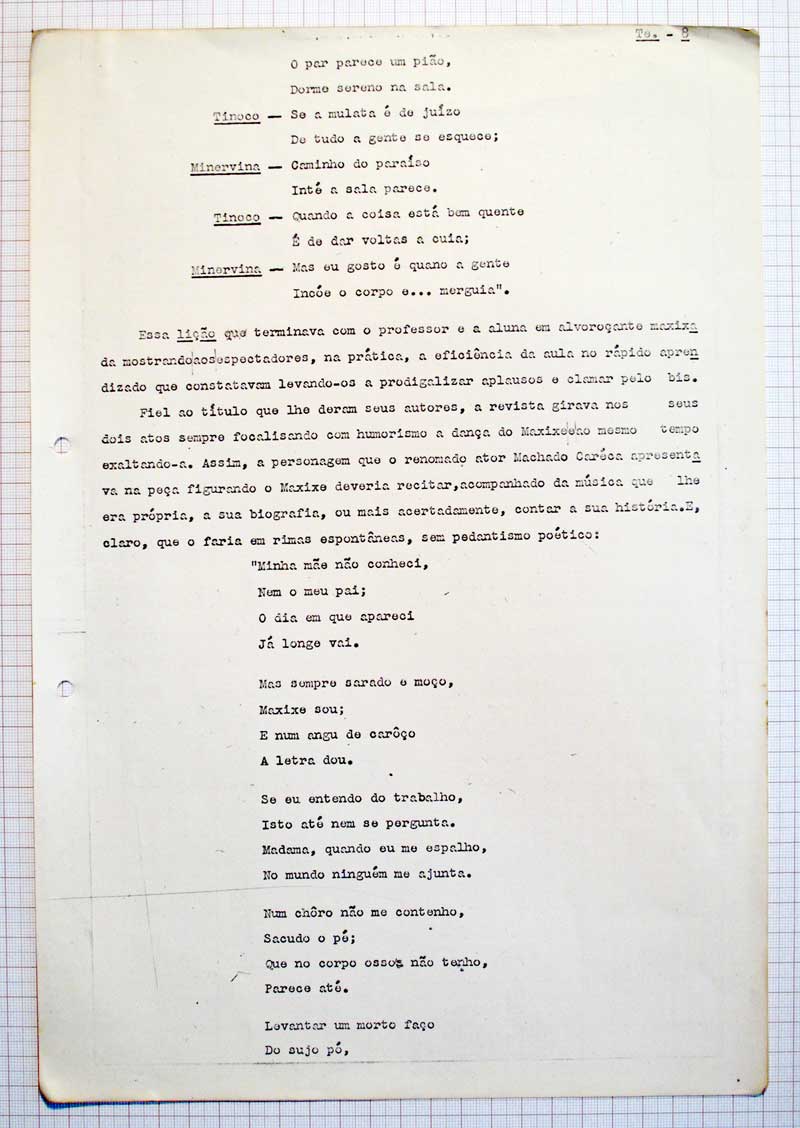 Te. - 8
O par parece um pião,
Dorme sereno na sala.
Tinoco — Se a mulata é de juízo
De tudo a gente se esquece;
Minervina — Caminho do paraíso
Inté a sala parece.
Tinoco — Quando a coisa está bem quente
É de dar voltas a cuia;
Minervina — Mas eu gosto é quano a gente
Incóe o corpo e... merguia".
Essa lição que terminava com o professor e a aluna em alvoroçante maxixa
da mostrando aos espectadores, na prática, a eficiência da aula no rápido apren
dizado que constatavam levando-os a prodigalizar aplausos e clamar pelo bis.
Fiel ao título que lhe deram seus autores, a revista girava nos seus
dois atos sempre focalisando com humorismo a dança do Maxixe e ao mesmo tempo
exaltando-a. Assim, a personagem que o renomado ator Machado Caréca apresenta
va na peça figurando o Maxixe deveria recitar,acompanhado da música que lhe
era própria, a sua biografia, ou mais acertadamente, contar a sua história.E,
claro, que o faria em rimas espontâneas, sem pedantismo poético:
"Minha mãe não conheci,
Nem o meu pai;
O dia em que apareci
Já longe vai.
Mas sempre sarado e moço,
Maxixe sou;
E num angu de carôço
A letra dou.
Se eu entendo do trabalho,
Isto até nem se pergunta.
Madama, quando eu me espalho,
No mundo ninguém me ajunta.
Num chôro não me contenho,
Sacudo o pé;
Que no corpo ossos não tenho,
Parece até.
Levantar um morto faço
Do sujo pó,